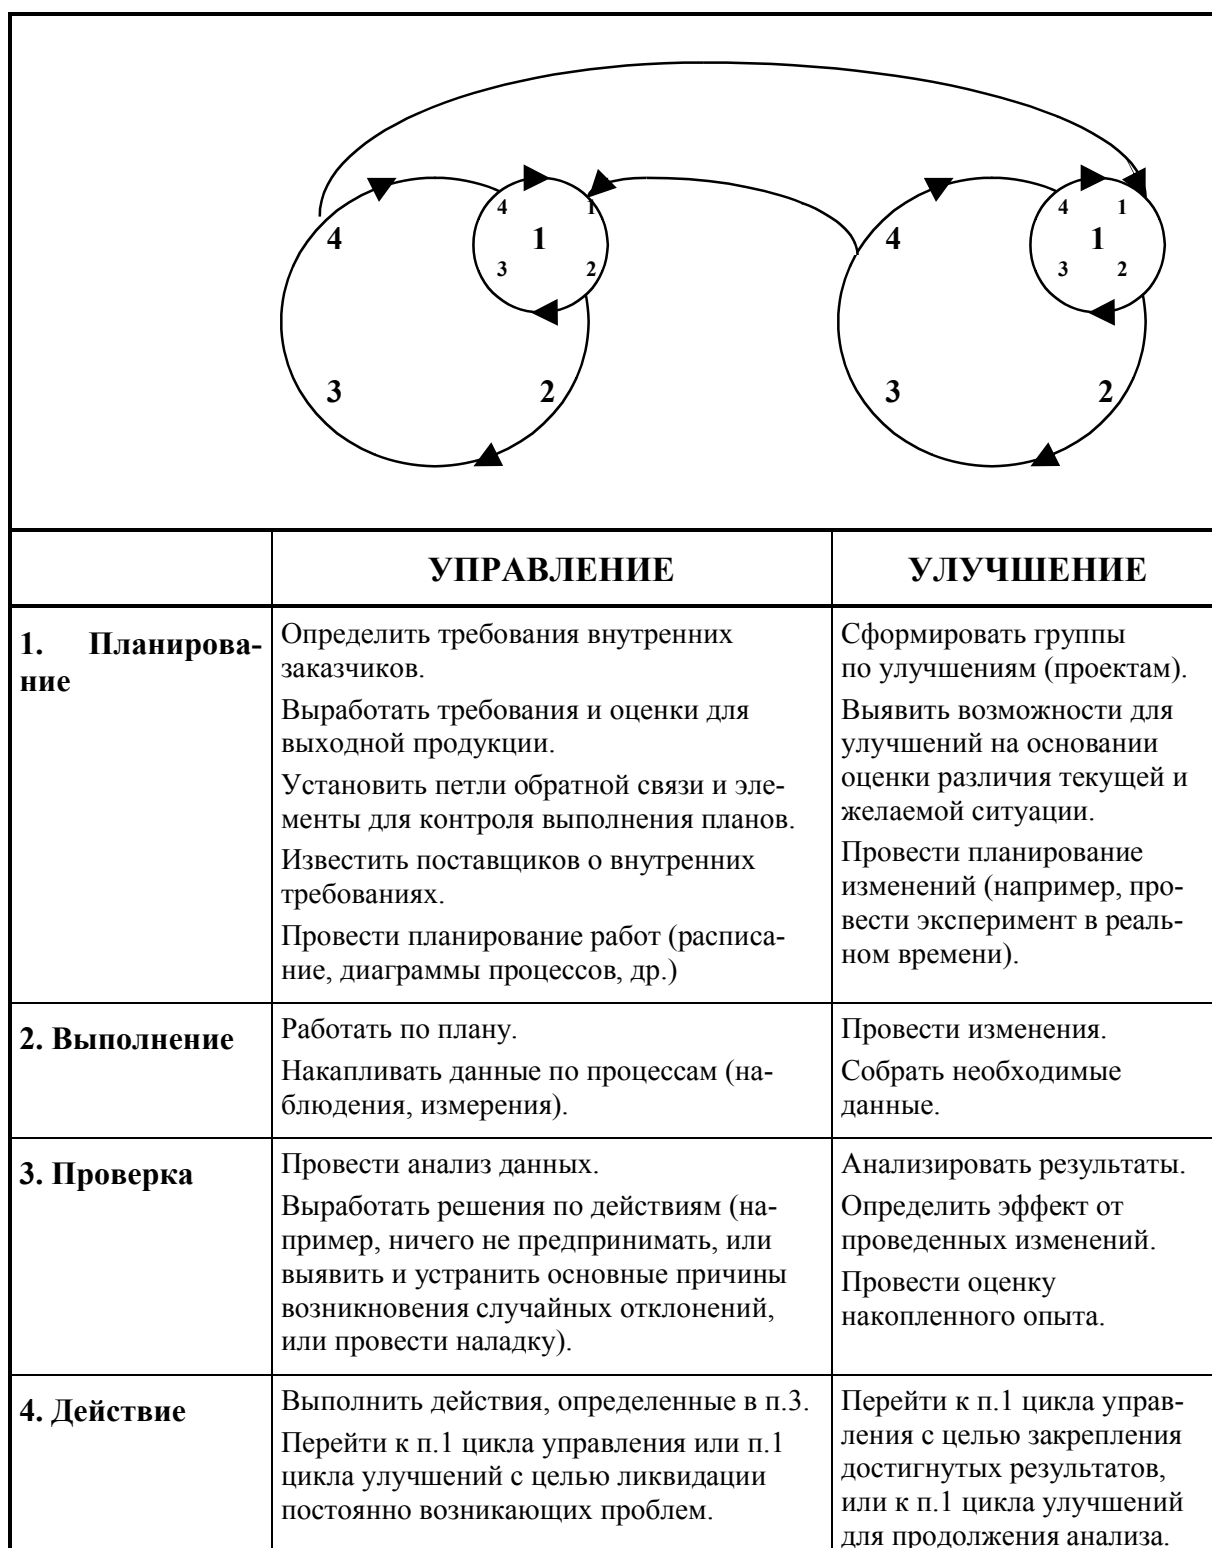 4 1
4 1
4 1
4 1
3 2
3 2
3 2
3 2
УПРАВЛЕНИЕ
УЛУЧШЕНИЕ
1. Планирова-
ние
Определить требования внутренних
заказчиков.
Выработать требования и оценки для
выходной продукции.
Установить петли обратной связи и эле-
менты для контроля выполнения планов.
Известить поставщиков о внутренних
требованиях.
Провести планирование работ (расписа-
ние, диаграммы процессов, др.)
Сформировать группы
по улучшениям (проектам).
Выявить возможности для
улучшений на основании
оценки различия текущей и
желаемой ситуации.
Провести планирование
изменений (например, про-
вести эксперимент в реаль-
ном времени).
2. Выполнение
Работать по плану.
Накапливать данные по процессам (на-
блюдения, измерения).
Провести изменения.
Собрать необходимые
данные.
3. Проверка
Провести анализ данных.
Выработать решения по действиям (на-
пример, ничего не предпринимать, или
выявить и устранить основные причины
возникновения случайных отклонений,
или провести наладку).
Анализировать результаты.
Определить эффект от
проведенных изменений.
Провести оценку
накопленного опыта.
4. Действие
Выполнить действия, определенные в п.3.
Перейти к п.1 цикла управления или п.1
цикла улучшений с целью ликвидации
постоянно возникающих проблем.
Перейти к п.1 цикла управ-
ления с целью закрепления
достигнутых результатов,
или к п.1 цикла улучшений
для продолжения анализа.